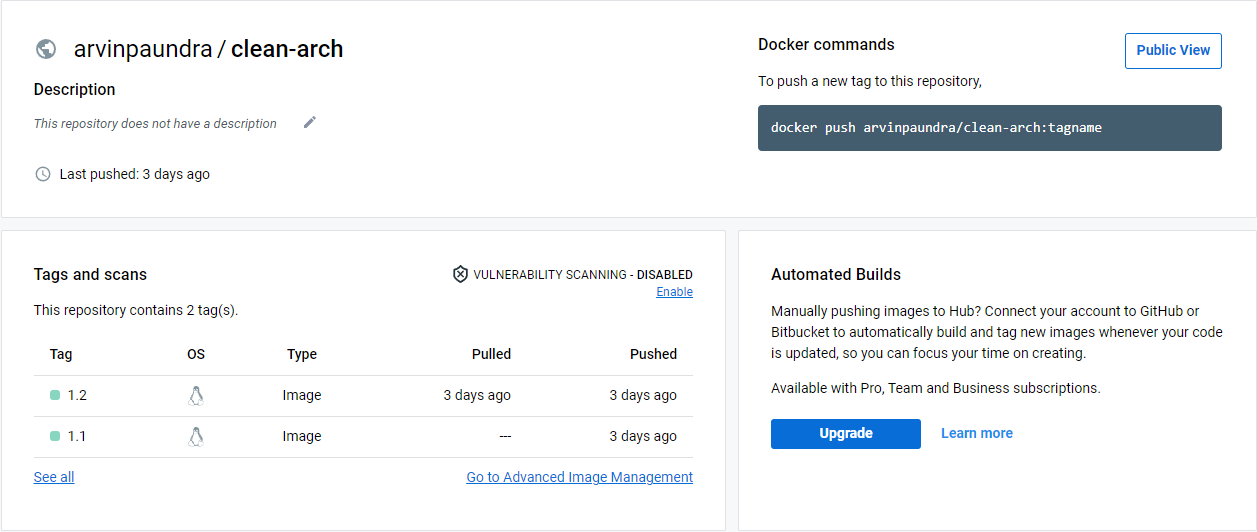 arvinpaundra / clean-arch
Description
This repository does not have a description
Last pushed: 3 days ago
Docker commands
Public View
To push a new tag to this repository,
docker push arvinpaundra/clean-arch:tagname
Tags and scans
VULNERABILITY SCANNING - DISABLED
Enable
This repository contains 2 tag(s).
Tag OS Type Pulled Pushed
1.2 Image 3 days ago 3 days ago
1.1 Image --- 3 days ago
See all
Go to Advanced Image Management
Automated Builds
Manually pushing images to Hub? Connect your account to GitHub or
Bitbucket to automatically build and tag new images whenever your code
is updated, so you can focus your time on creating.
Available with Pro, Team and Business subscriptions.
Upgrade
Learn more